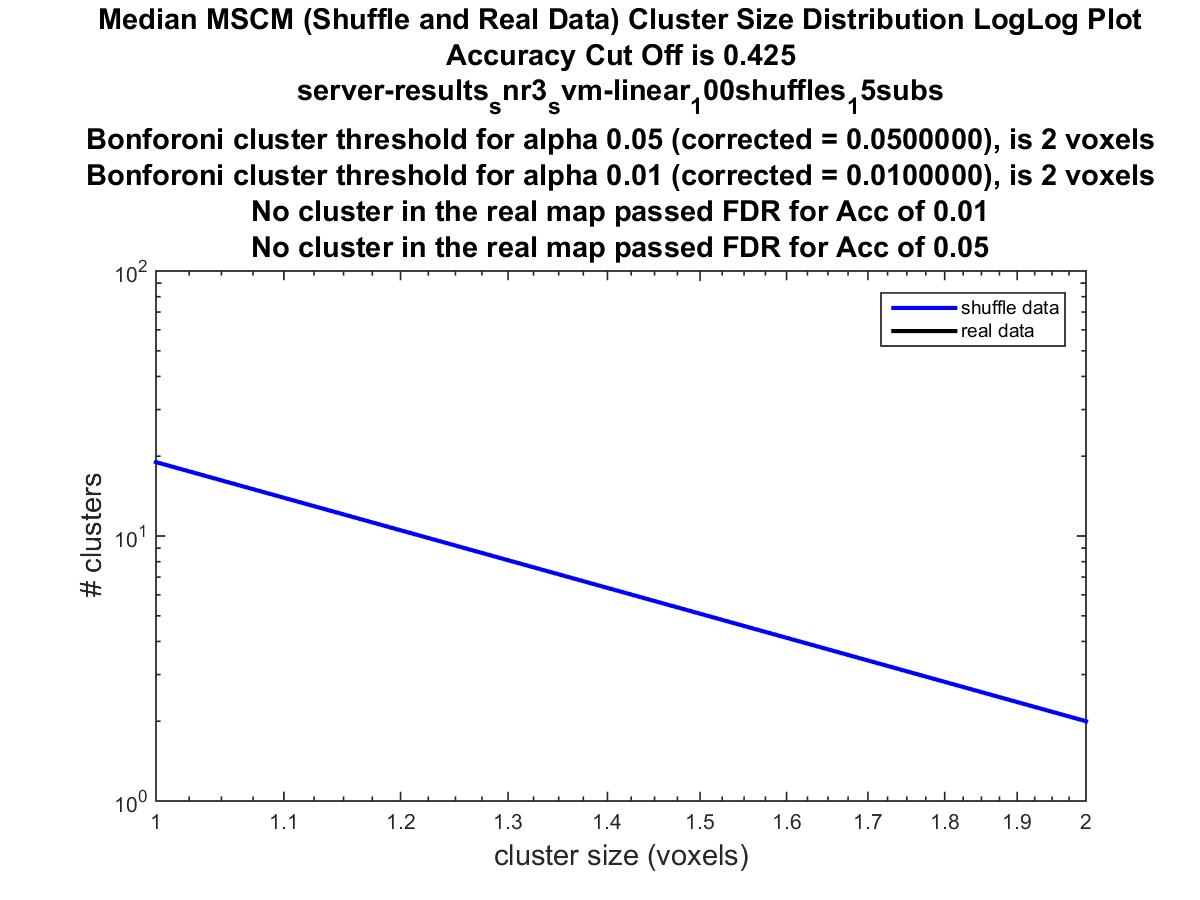 Median MSCM (Shuffle and Real Data) Cluster Size Distribution LogLog Plot
Accuracy Cut Off is 0.425
server-results_snr3_svm-linear_100shuffles_15subs
Bonforoni cluster threshold for alpha 0.05 (corrected = 0.0500000), is 2 voxels
Bonforoni cluster threshold for alpha 0.01 (corrected = 0.0100000), is 2 voxels
No cluster in the real map passed FDR for Acc of 0.01
No cluster in the real map passed FDR for Acc of 0.05
10^2
shuffle data
real data
# clusters
10^1
10^0
1 1.1 1.2 1.3 1.4 1.5 1.6 1.7 1.8 1.9 2
cluster size (voxels)